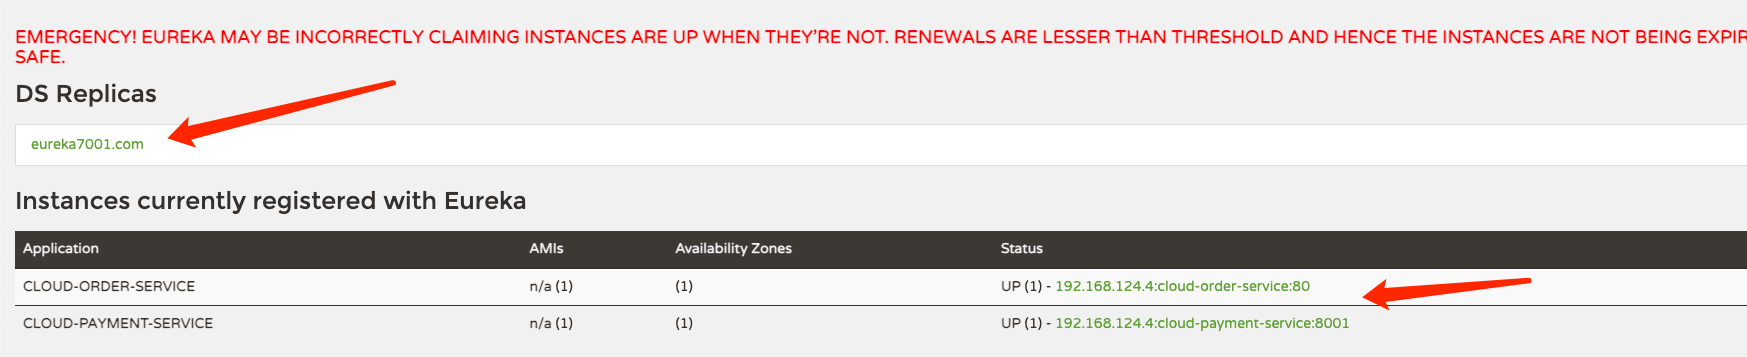 EMERGENCY! EUREKA MAY BE INCORRECTLY CLAIMING INSTANCES ARE UP WHEN THEY'RE NOT. RENEWALS ARE LESSER THAN THRESHOLD AND HENCE THE INSTANCES ARE NOT BEING EXPIR
SAFE.
DS Replicas
eureka7001.com
Instances currently registered with Eureka
Application AMIs Availability Zones Status
CLOUD-ORDER-SERVICE n/a (1) (1) UP (1) - 192.168.124.4:cloud-order-service:80
CLOUD-PAYMENT-SERVICE n/a (1) (1) UP (1) - 192.168.124.4:cloud-payment-service:8001